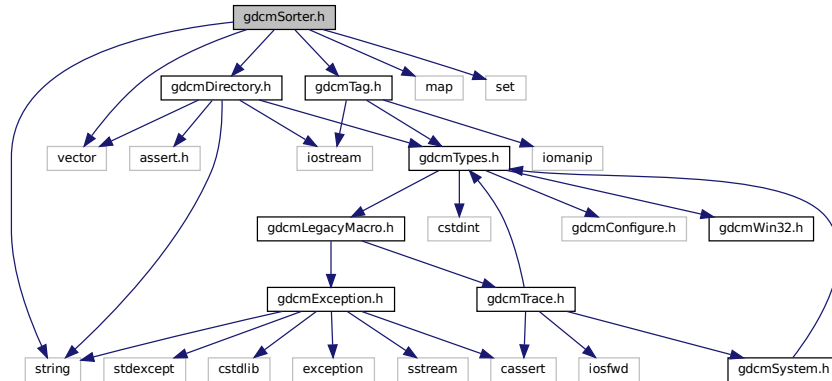 gdcmSorter.h
gdcmDirectory.h
gdcmTag.h
map
set
vector
assert.h
iostream
gdcmTypes.h
iomanip
gdcmLegacyMacro.h
cstdint
gdcmConfigure.h
gdcmWin32.h
gdcmException.h
gdcmTrace.h
string
stdexcept
cstdlib
exception
sstream
cassert
iosfwd
gdcmSystem.h